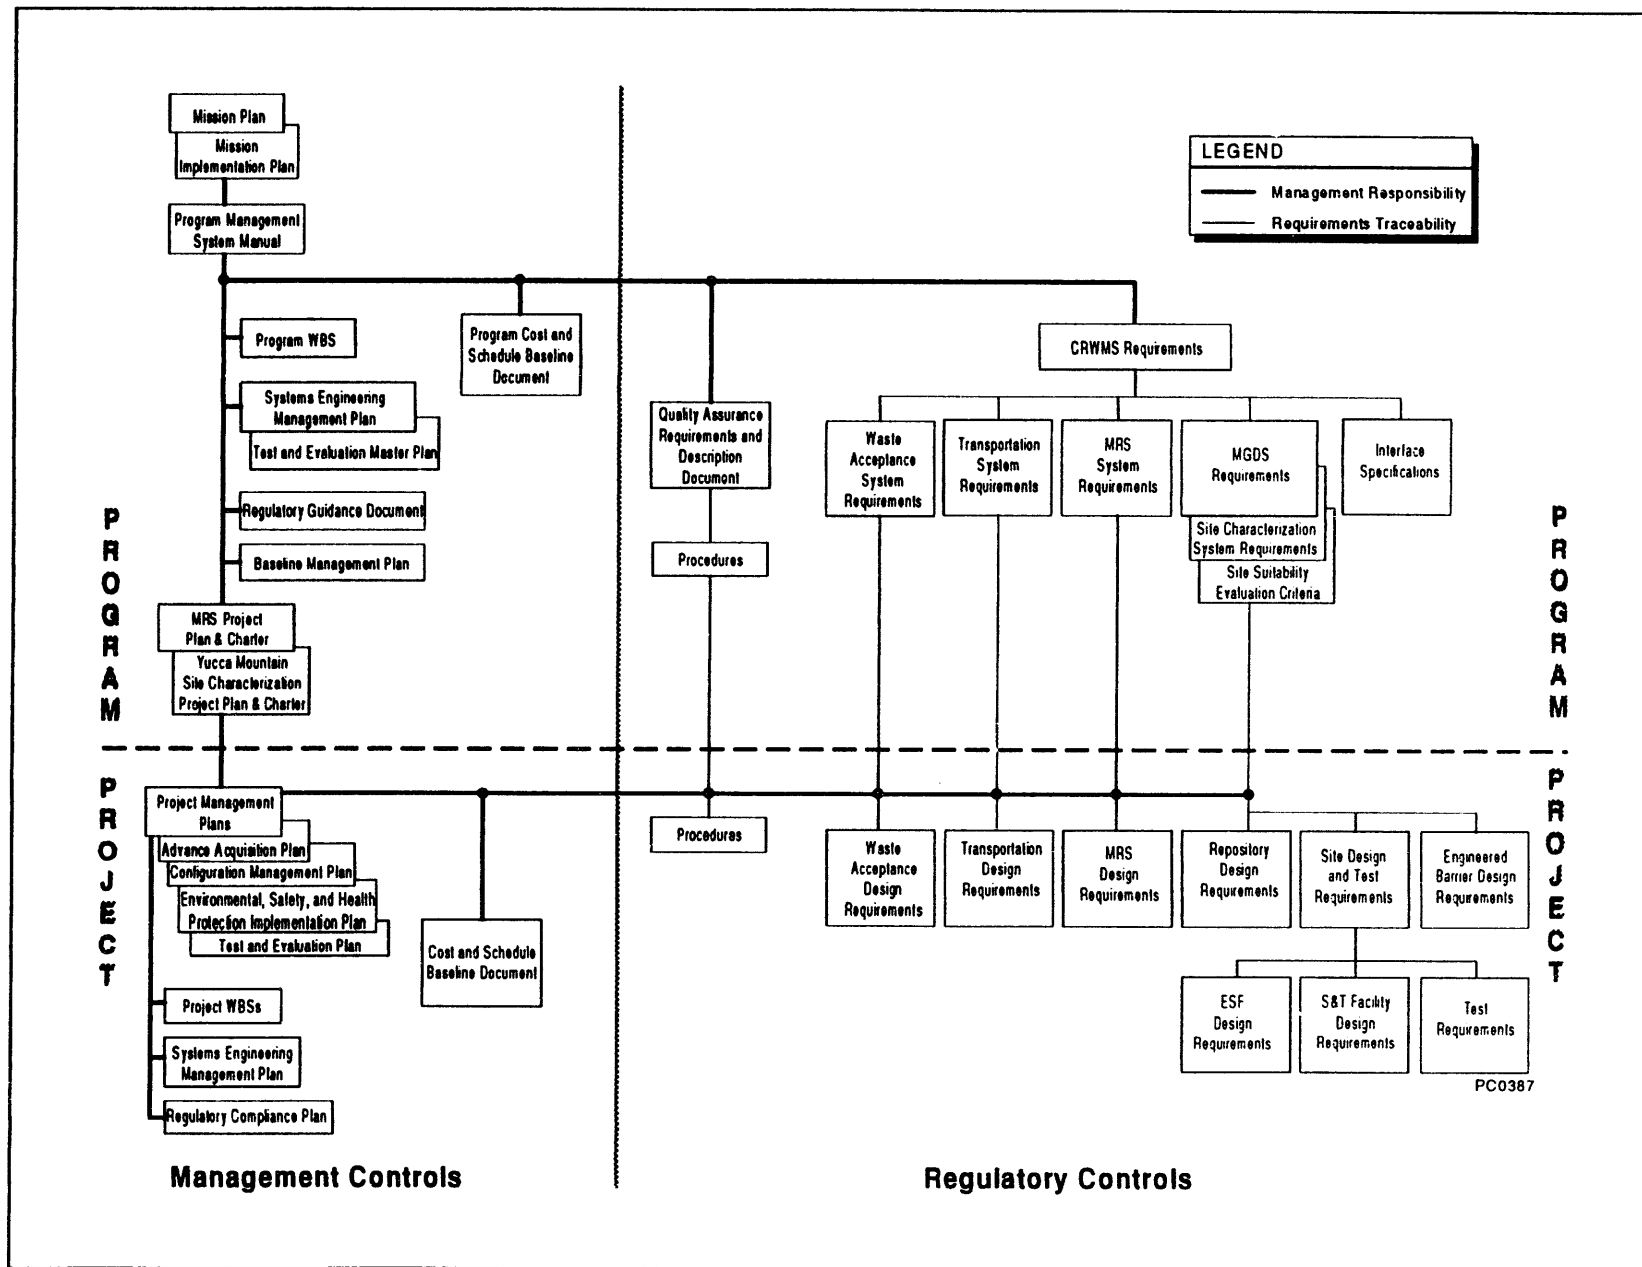 Mission Plan
Mission
Implementation Plan
Program Management
System Manual
LEGEND
Management Responsibility
Requirements Traceability
Program WBS
Program Cost and
Schedule Baseline
Document
CRWMS Requirements
Systems Engineering
Management Plan
Test and Evaluation Master Plan
Quality Assurance
Requirements and
Description
Document
Waste
Acceptance
System
Requirements
Transportation
System
Requirements
MRS
System
Requirements
MGDS
Requirements
Interface
Specifications
Site Characterization
System Requirements
Site Suitability
Evaluation Criteria
Regulatory Guidance Document
Baseline Management Plan
Procedures
MRS Project
Plan & Charter
Yucca Mountain
Site Characterization
Project Plan & Charter
PROGRAM
PROGRAM
PROJECT
PROJECT
Project Management
Plans
Advance Acquisition Plan
Configuration Management Plan
Environmental, Safety, and Health
Protection Implementation Plan
Test and Evaluation Plan
Cost and Schedule
Baseline Document
Procedures
Waste
Acceptance
Design
Requirements
Transportation
Design
Requirements
MRS
Design
Requirements
Repository
Design
Requirements
Site Design
and Test
Requirements
Engineered
Barrier Design
Requirements
Project WBSs
Systems Engineering
Management Plan
Regulatory Compliance Plan
ESF
Design
Requirements
S&T Facility
Design
Requirements
Test
Requirements
PC0387
Management Controls
Regulatory Controls